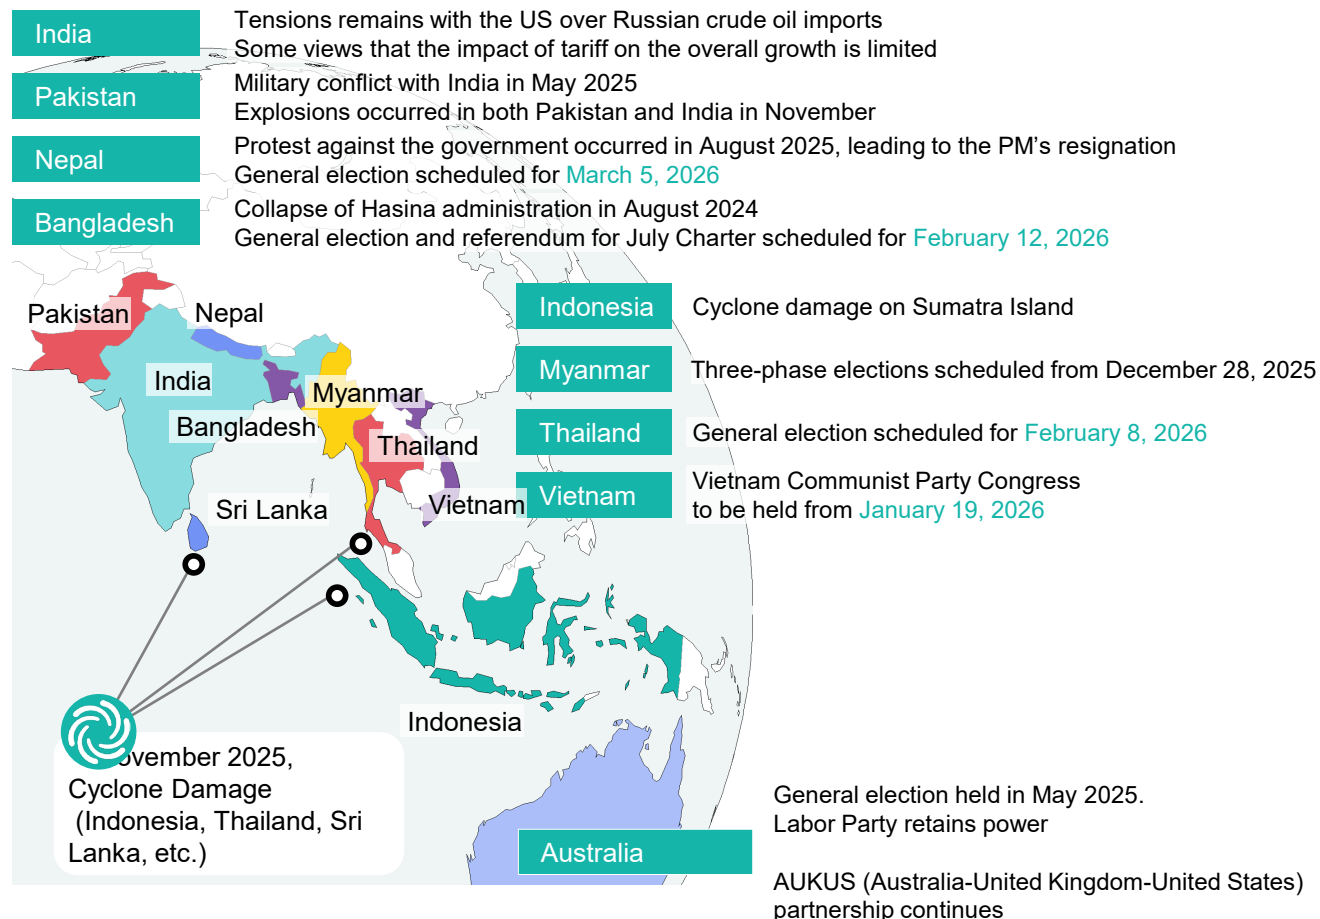 India
Tensions remains with the US over Russian crude oil imports
Some views that the impact of tariff on the overall growth is limited
Pakistan
Military conflict with India in May 2025
Explosions occurred in both Pakistan and India in November
Nepal
Protest against the government occurred in August 2025, leading to the PM's resignation
General election scheduled for March 5, 2026
Bangladesh
Collapse of Hasina administration in August 2024
General election and referendum for July Charter scheduled for February 12, 2026
Indonesia
Cyclone damage on Sumatra Island
Myanmar
Three-phase elections scheduled from December 28, 2025
Thailand
General election scheduled for February 8, 2026
Vietnam
Vietnam Communist Party Congress
to be held from January 19, 2026
Pakistan
Nepal
India
Myanmar
Bangladesh
Thailand
Sri Lanka
Vietnam
Indonesia
ovember 2025,
Cyclone Damage
(Indonesia, Thailand, Sri
Lanka, etc.)
Australia
General election held in May 2025.
Labor Party retains power
AUKUS (Australia-United Kingdom-United States)
partnership continues